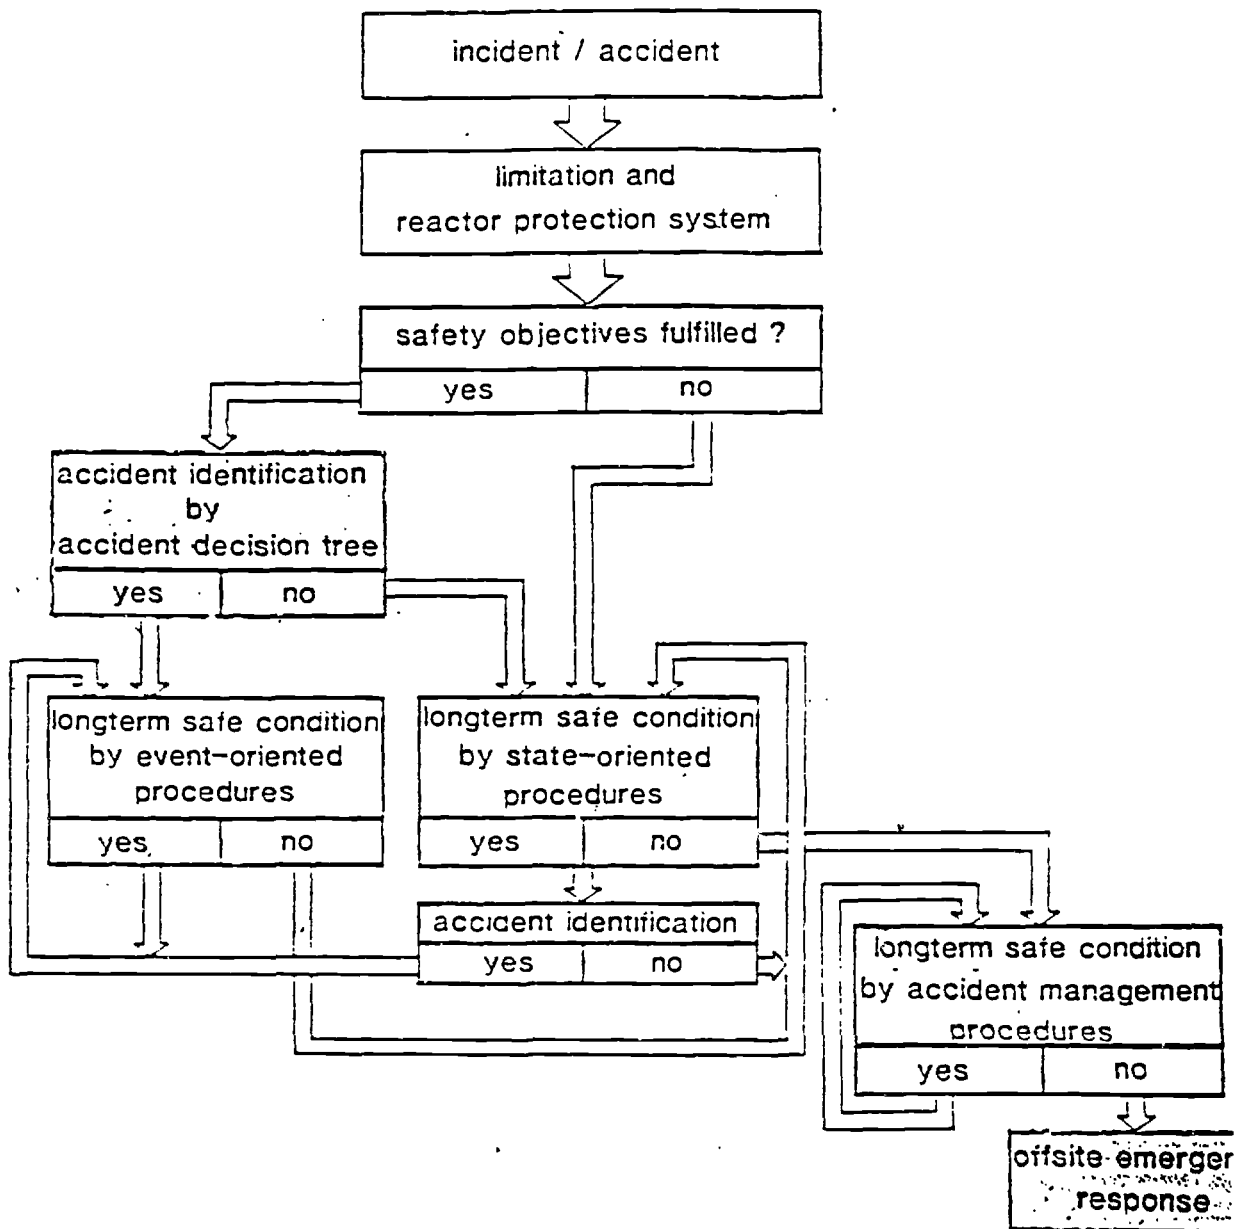 incident / accident
limitation and
reactor protection system
safety objectives fulfilled ?
yes
no
accident identification
by
accident decision tree
yes
no
longterm safe condition
by event-oriented
procedures
yes
no
longterm safe condition
by state-oriented
procedures
yes
no
accident identification
yes
no
longterm safe condition
by accident management
procedures
yes
no
offsite emerger
response